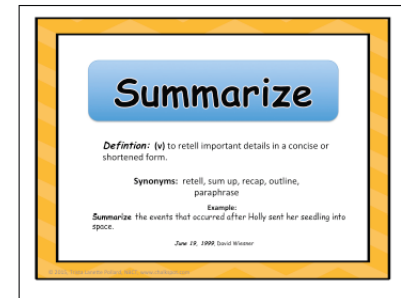 Summarize
Defintion: (v) to retell important details in a concise or
shortened form.
Synonyms: retell, sum up, recap, outline,
paraphrase
Example:
Summarize the events that occurred after Holly sent her seedling into
space.
June 29, 1999, David Wiesner